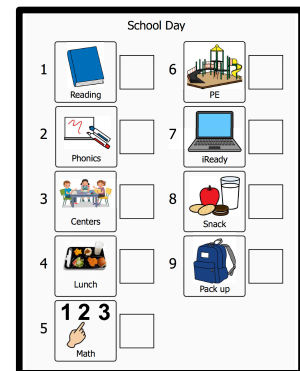 School Day
1
Reading
2
Phonics
3
Centers
4
Lunch
5
1 2 3
Math
6
PE
7
iReady
8
Snack
9
Pack up